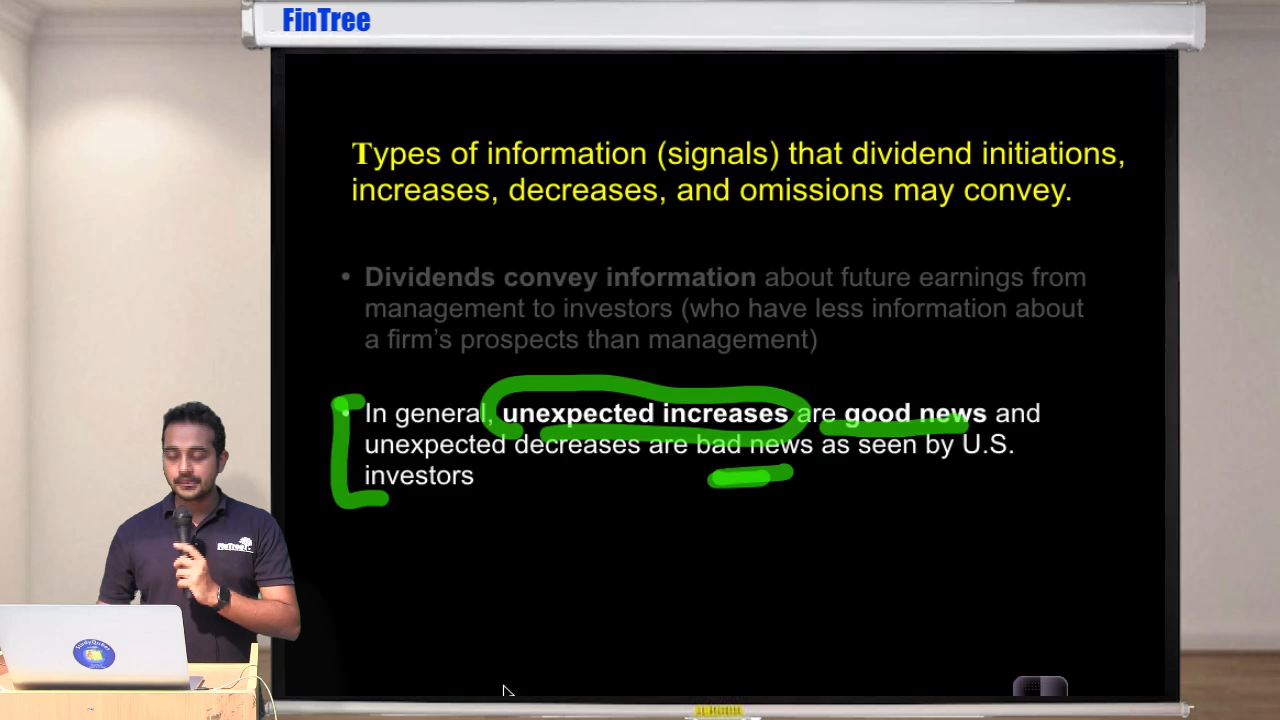 FinTree
Types of information (signals) that dividend initiations,
increases, decreases, and omissions may convey.
• Dividends convey information about future earnings from
management to investors (who have less information about
a firm's prospects than management)
• In general, unexpected increases are good news and
unexpected decreases are bad news as seen by U.S.
investors
FinTree